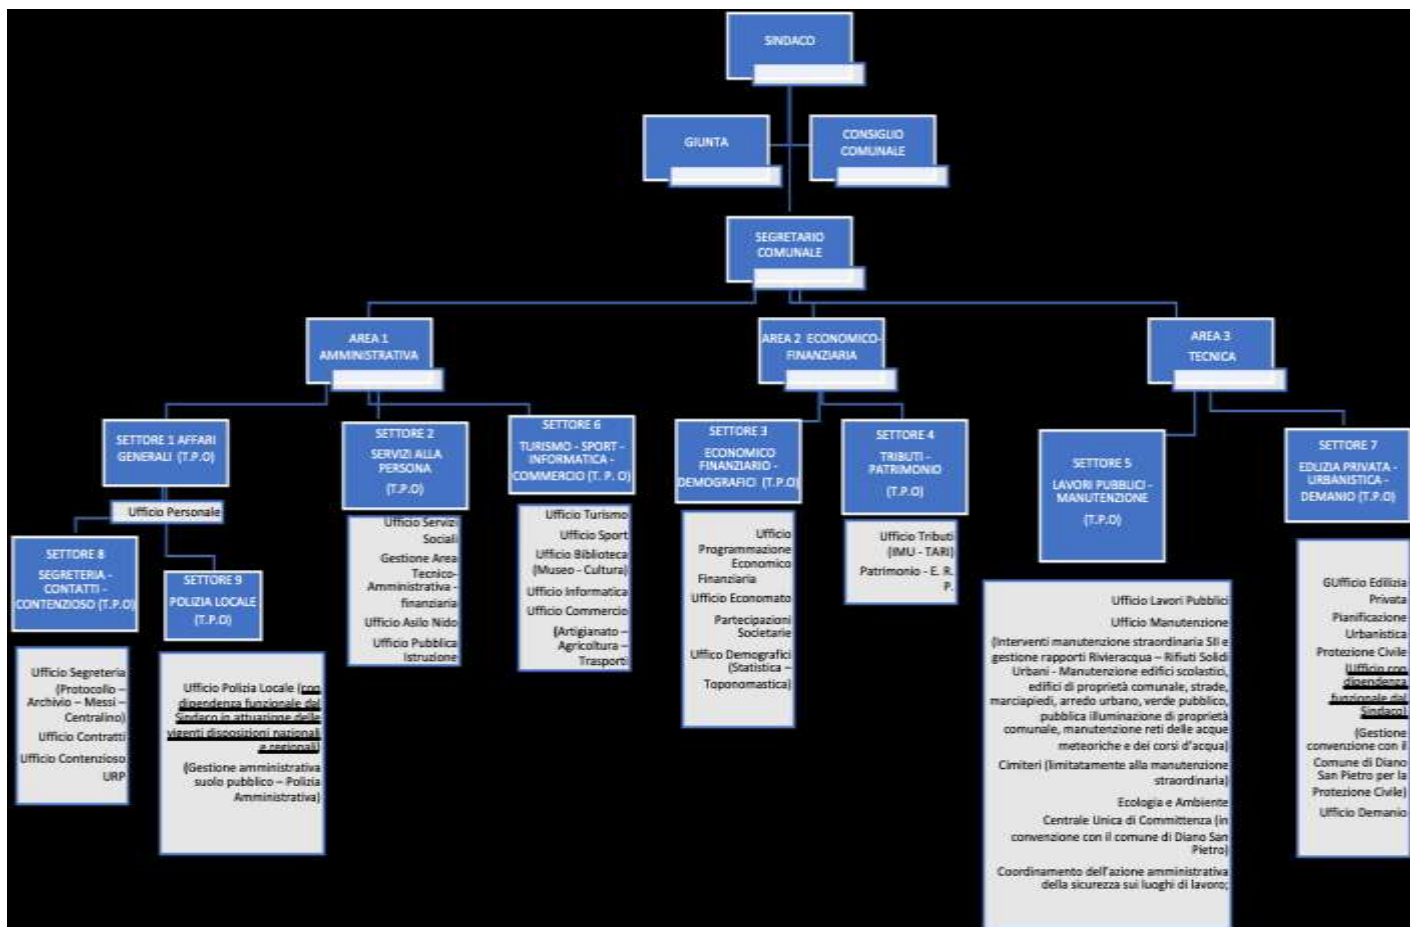 SINDACO
GIUNTA
CONSIGLIO
COMUNALE
SEGRETARIO
COMUNALE
AREA 1
AMMINISTRATIVA
AREA 2 ECONOMICO-
FINANZIARIA
AREA 3
TECNICA
SETTORE 1 AFFARI
GENERALI (T.P.O)
Ufficio Personale
SETTORE 8
SEGRETERIA -
CONTATTI -
CONTENZIOSO (T.P.O)
Ufficio Segreteria
(Protocollo –
Archivio – Messi –
Centralino)
Ufficio Contratti
Ufficio Contenzioso
URP
SETTORE 9
POLIZIA LOCALE
(T.P.O)
Ufficio Polizia Locale (con
dipendenza funzionale dal
Sindaco in attuazione delle
vigenti disposizioni nazionali
e regionali)
(Gestione amministrativa
suolo pubblico – Polizia
Amministrativa)
SETTORE 2
SERVIZI ALLA
PERSONA
(T.P.O)
Ufficio Servizi
Sociali
Gestione Area
Tecnico-
Amministrativa -
finanziaria
Ufficio Asilo Nido
Ufficio Pubblica
Istruzione
SETTORE 6
TURISMO - SPORT -
INFORMATICA -
COMMERCIO (T. P. O)
Ufficio Turismo
Ufficio Sport
Ufficio Biblioteca
(Museo - Cultura)
Ufficio Informatica
Ufficio Commercio
(Artigianato –
Agricoltura –
Trasporti
SETTORE 3
ECONOMICO
FINANZIARIO -
DEMOGRAFICI (T.P.O)
Ufficio
Programmazione
Economico
Finanziaria
Ufficio Economato
Partecipazioni
Societarie
Uffico Demografici
(Statistica –
Toponomastica)
SETTORE 4
TRIBUTI -
PATRIMONIO
(T.P.O)
Ufficio Tributi
(IMU - TARI)
Patrimonio - E. R.
P.
SETTORE 5
LAVORI PUBBLICI -
MANUTENZIONE
(T.P.O)
Ufficio Lavori Pubblici
Ufficio Manutenzione
(Interventi manutenzione straordinaria SII e
gestione rapporti Rivieracqua – Rifiuti Solidi
Urbani - Manutenzione edifici scolastici,
edifici di proprietà comunale, strade,
marciapiedi, arredo urbano, verde pubblico,
pubblica illuminazione di proprietà
comunale, manutenzione reti delle acque
meteoriche e dei corsi d'acqua)
Cimiteri (limitatamente alla manutenzione
straordinaria)
Ecologia e Ambiente
Centrale Unica di Committenza (in
convenzione con il comune di Diano San
Pietro)
Coordinamento dell'azione amministrativa
della sicurezza sui luoghi di lavoro;
SETTORE 7
EDLIZIA PRIVATA -
URBANISTICA -
DEMANIO (T.P.O)
GUfficio Edilizia
Privata
Pianificazione
Urbanistica
Protezione Civile
(Ufficio con
dipendenza
funzionale dal
Sindaco)
(Gestione
convenzione con il
Comune di Diano
San Pietro per la
Protezione Civile)
Ufficio Demanio